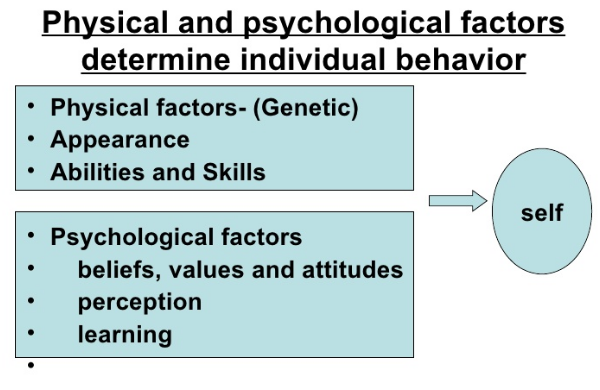 Physical and psychological factors
determine individual behavior
• Physical factors- (Genetic)
• Appearance
• Abilities and Skills
self
• Psychological factors
• beliefs, values and attitudes
• perception
• learning
•